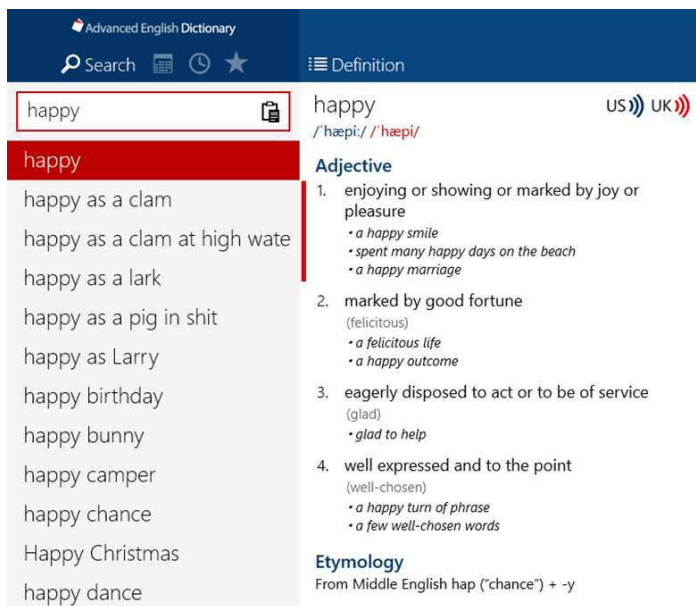 Advanced English Dictionary
Search
Definition
happy
happy
happy as a clam
happy as a clam at high wate
happy as a lark
happy as a pig in shit
happy as Larry
happy birthday
happy bunny
happy camper
happy chance
Happy Christmas
happy dance
happy US UK
/ˈhæpi:/ /ˈhæpi/
Adjective
1. enjoying or showing or marked by joy or
pleasure
• a happy smile
• spent many happy days on the beach
• a happy marriage
2. marked by good fortune
(felicitous)
• a felicitous life
• a happy outcome
3. eagerly disposed to act or to be of service
(glad)
• glad to help
4. well expressed and to the point
(well-chosen)
• a happy turn of phrase
• a few well-chosen words
Etymology
From Middle English hap ("chance") + -y